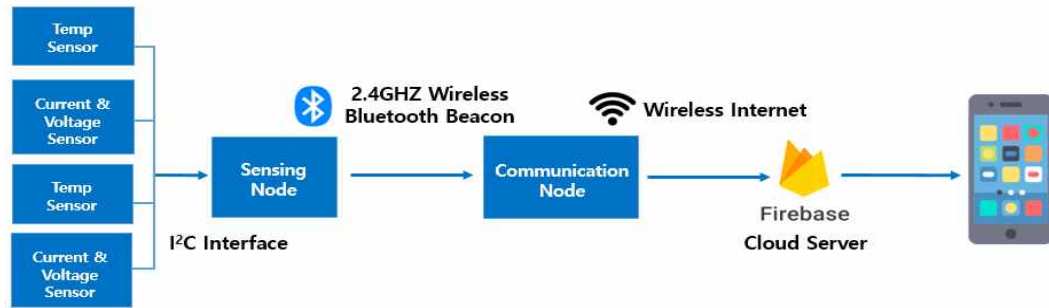 Temp
Sensor
Current &
Voltage
Sensor
Temp
Sensor
Current &
Voltage
Sensor
I²C Interface
Sensing
Node
2.4GHZ Wireless
Bluetooth Beacon
Communication
Node
Wireless Internet
Firebase
Cloud Server